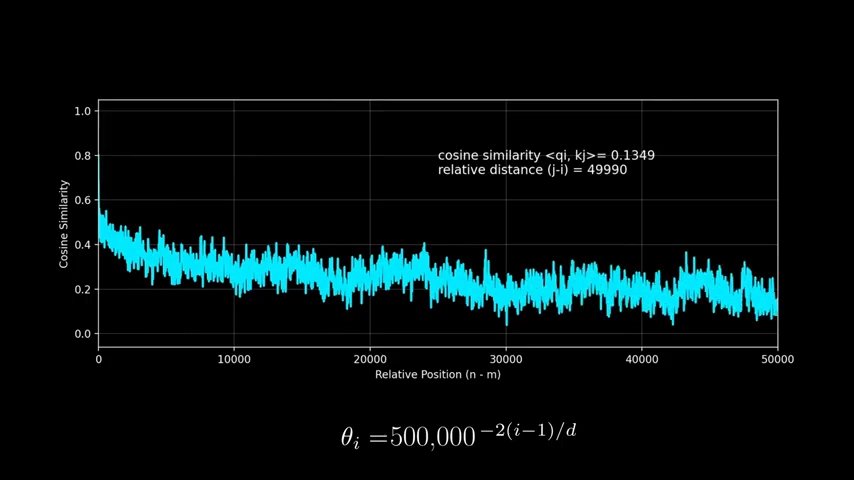 1.0
0.8
0.6
0.4
0.2
0.0
Cosine Similarity
cosine similarity <qi, kj>= 0.1349
relative distance (j-i) = 49990
0 10000 20000 30000 40000 50000
Relative Position (n - m)
θᵢ =500,000^{−2(i−1)/d}